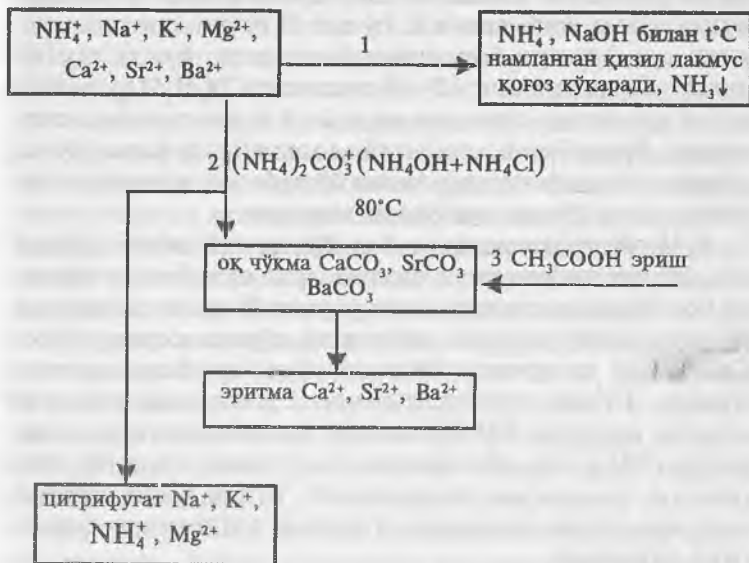 NH₄⁺, Na⁺, K⁺, Mg²⁺,
Ca²⁺, Sr²⁺, Ba²⁺
1
NH₄⁺, NaOH билан t°C
намланган қизил лакмус
қоғоз кўкаради, NH₃↓
2 (NH₄)₂CO₃⁺(NH₄OH+NH₄Cl)
80°C
оқ чўкма CaCO₃, SrCO₃
BaCO₃
3 CH₃COOH эриш
эритма Ca²⁺, Sr²⁺, Ba²⁺
цитрифугат Na⁺, K⁺,
NH₄⁺, Mg²⁺